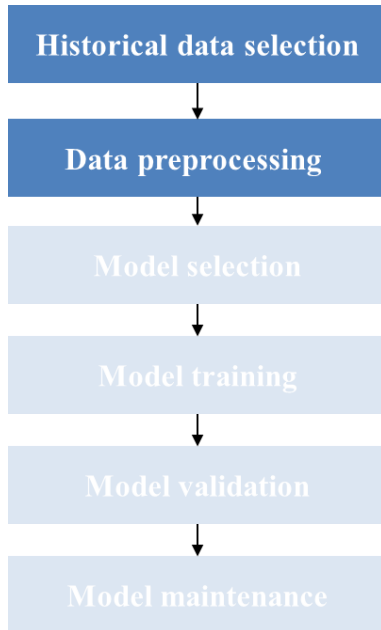 Historical data selection
Data preprocessing
Model selection
Model training
Model validation
Model maintenance